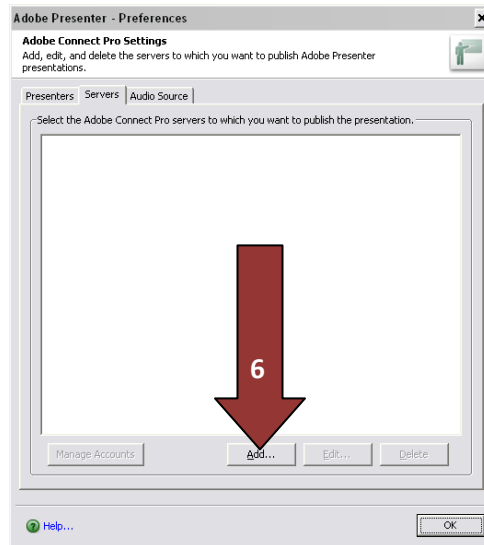 Adobe Presenter - Preferences
Adobe Connect Pro Settings
Add, edit, and delete the servers to which you want to publish Adobe Presenter
presentations.
Presenters Servers Audio Source
Select the Adobe Connect Pro servers to which you want to publish the presentation.
6
Manage Accounts Add... Edit... Delete
Help... OK